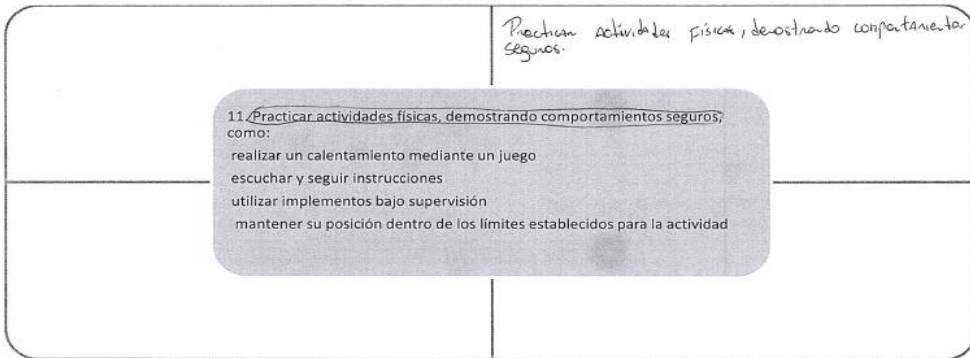 Practican actividades físicas, demostrando comportamientos
seguros.
11. Practicar actividades físicas, demostrando comportamientos seguros,
como:
realizar un calentamiento mediante un juego
escuchar y seguir instrucciones
utilizar implementos bajo supervisión
mantener su posición dentro de los límites establecidos para la actividad